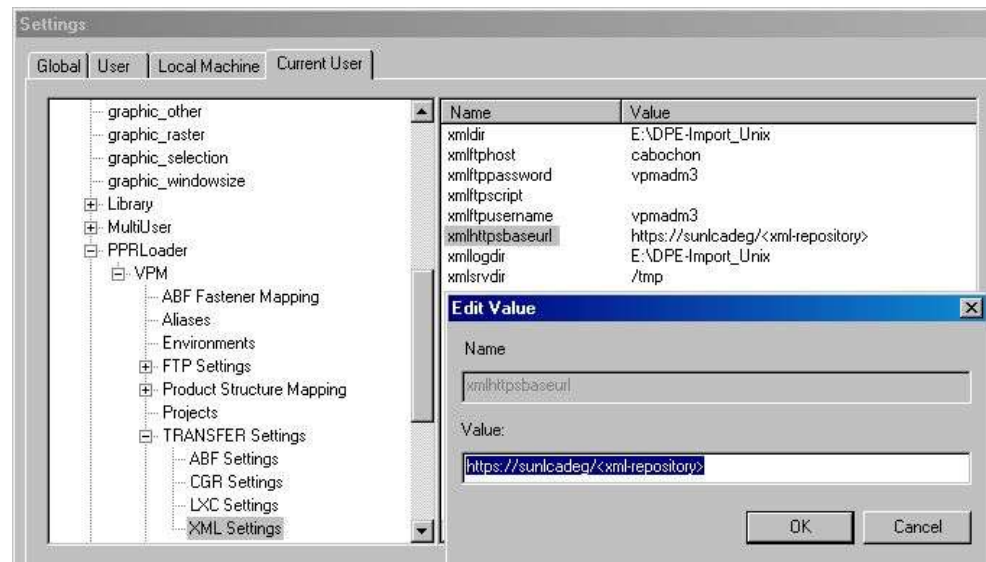 Settings
Global User Local Machine Current User
graphic_other
graphic_raster
graphic_selection
graphic_windowsize
Library
MultiUser
PPRLoader
VPM
ABF Fastener Mapping
Aliases
Environments
FTP Settings
Product Structure Mapping
Projects
TRANSFER Settings
ABF Settings
CGR Settings
LXC Settings
XML Settings
Name Value
xmldir E:\DPE-Import_Unix
xmlftphost cabochon
xmlftppassword vpmadm3
xmlftpscript
xmlftpusername vpmadm3
xmlhttpsbaseurl https://sunlcadeg/<xml-repository>
xmllogdir E:\DPE-Import_Unix
xmlsrvdir /tmp
Edit Value
Name
xmlhttpsbaseurl
Value:
https://sunlcadeg/<xml-repository>
OK Cancel